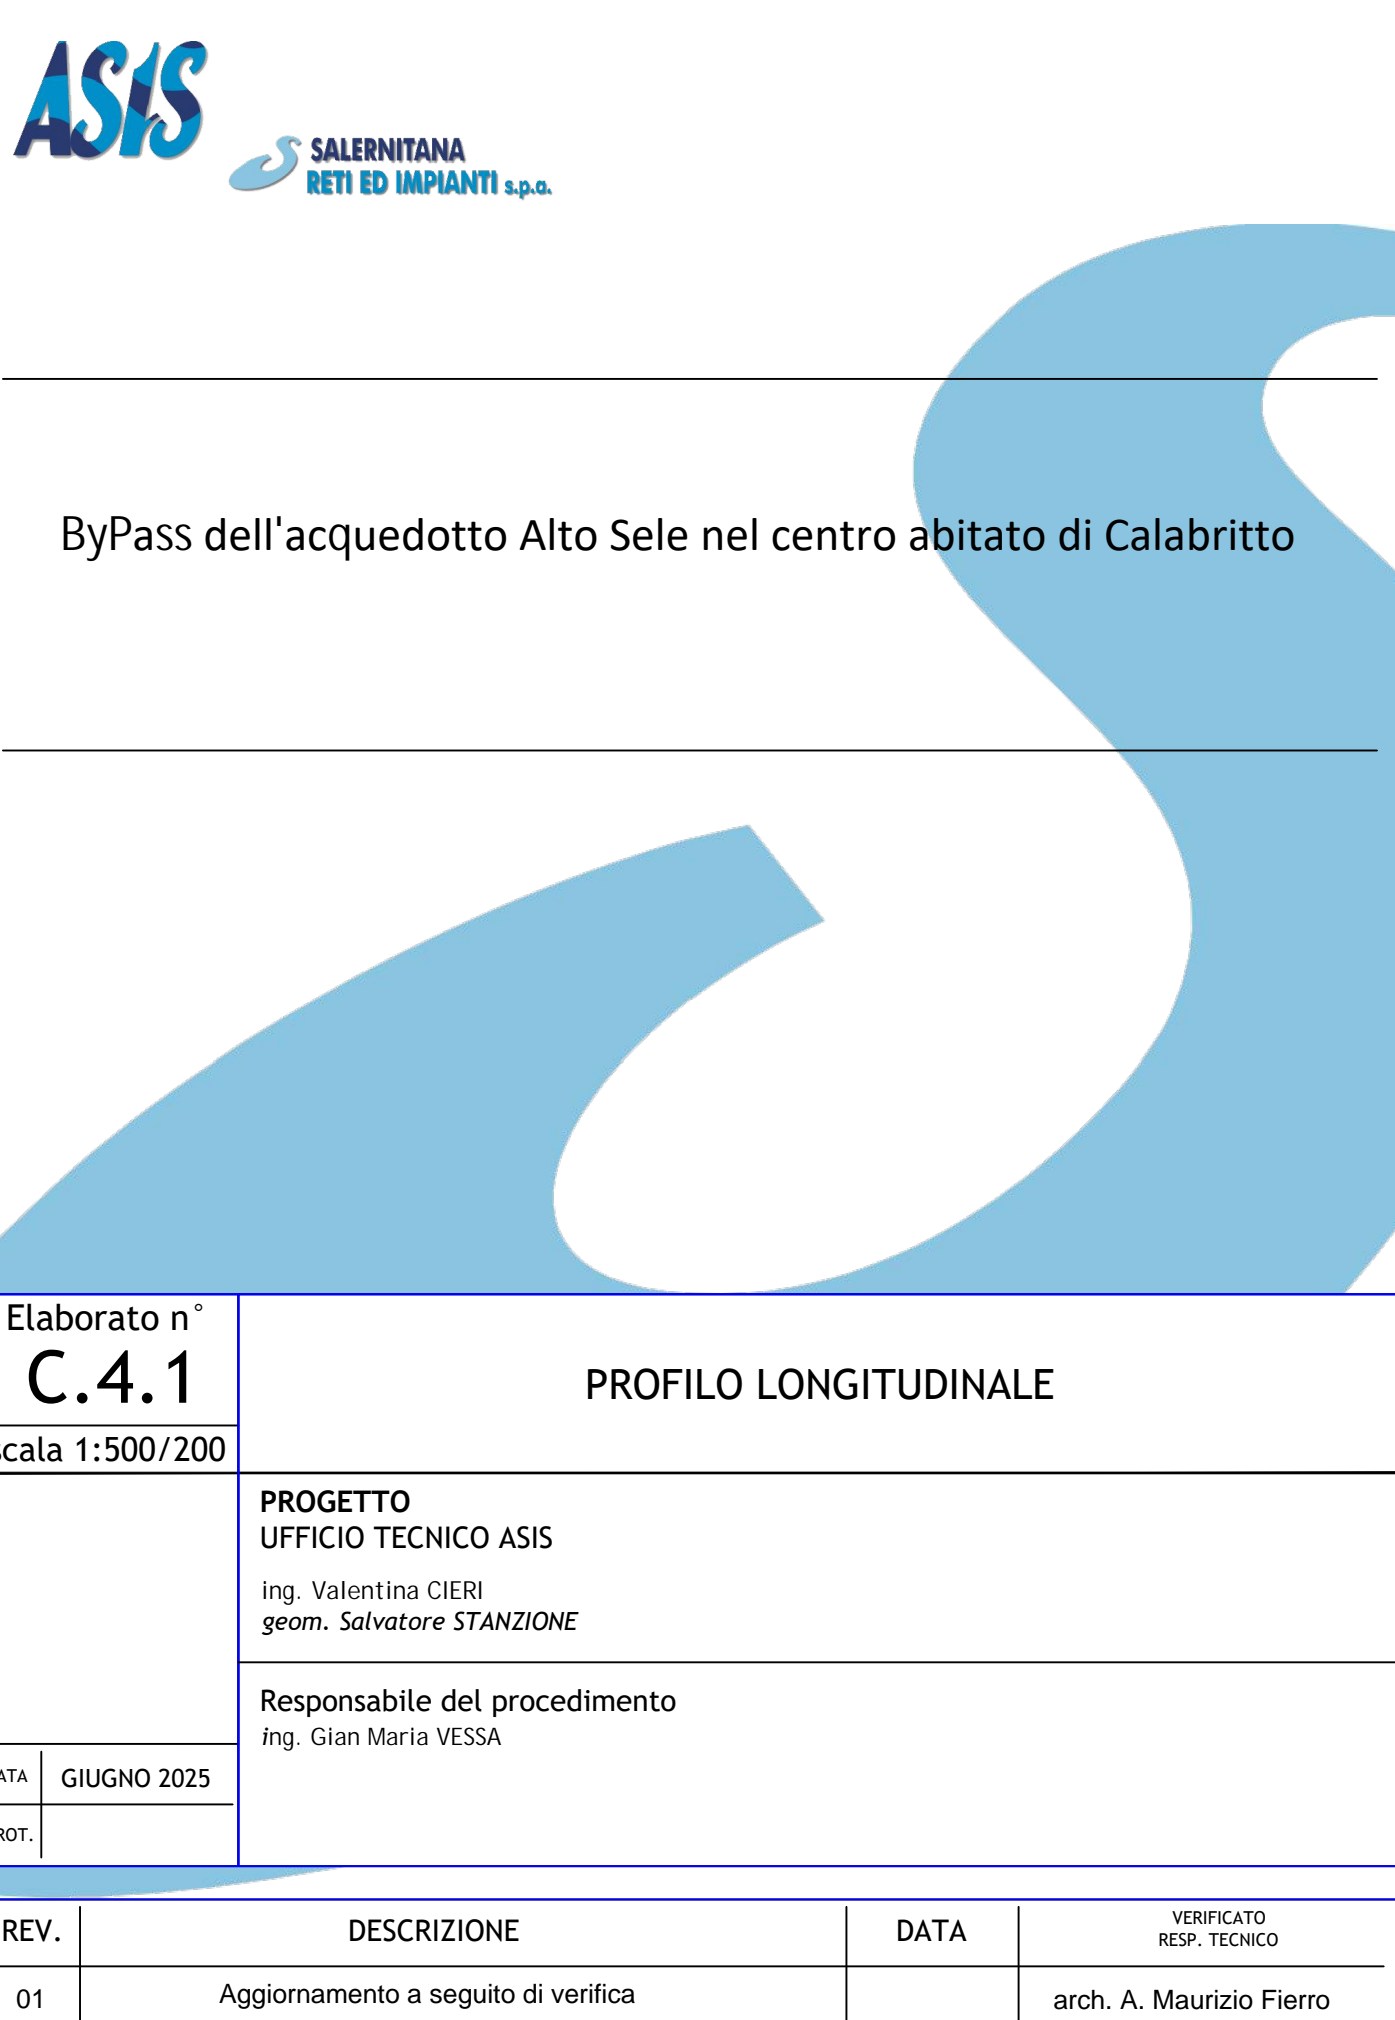 ASIS
SALERNITANA
RETI ED IMPIANTI s.p.a.
ByPass dell'acquedotto Alto Sele nel centro abitato di Calabritto
Elaborato n°
C.4.1
scala 1:500/200
PROFILO LONGITUDINALE
PROGETTO
UFFICIO TECNICO ASIS
ing. Valentina CIERI
geom. Salvatore STANZIONE
Responsabile del procedimento
ing. Gian Maria VESSA
ATA
GIUGNO 2025
ROT.
REV.
DESCRIZIONE
DATA
VERIFICATO
RESP. TECNICO
01
Aggiornamento a seguito di verifica
arch. A. Maurizio Fierro